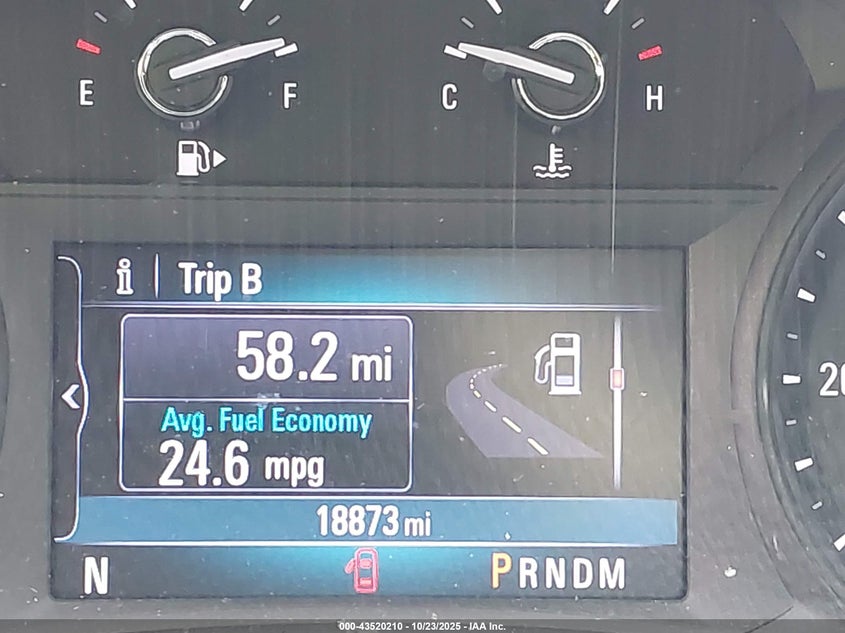 E F C H
Trip B
58.2 mi
Avg. Fuel Economy
24.6 mpg
18873 mi
N PRNDM
000-43520210 - 10/23/2025 - IAA Inc.